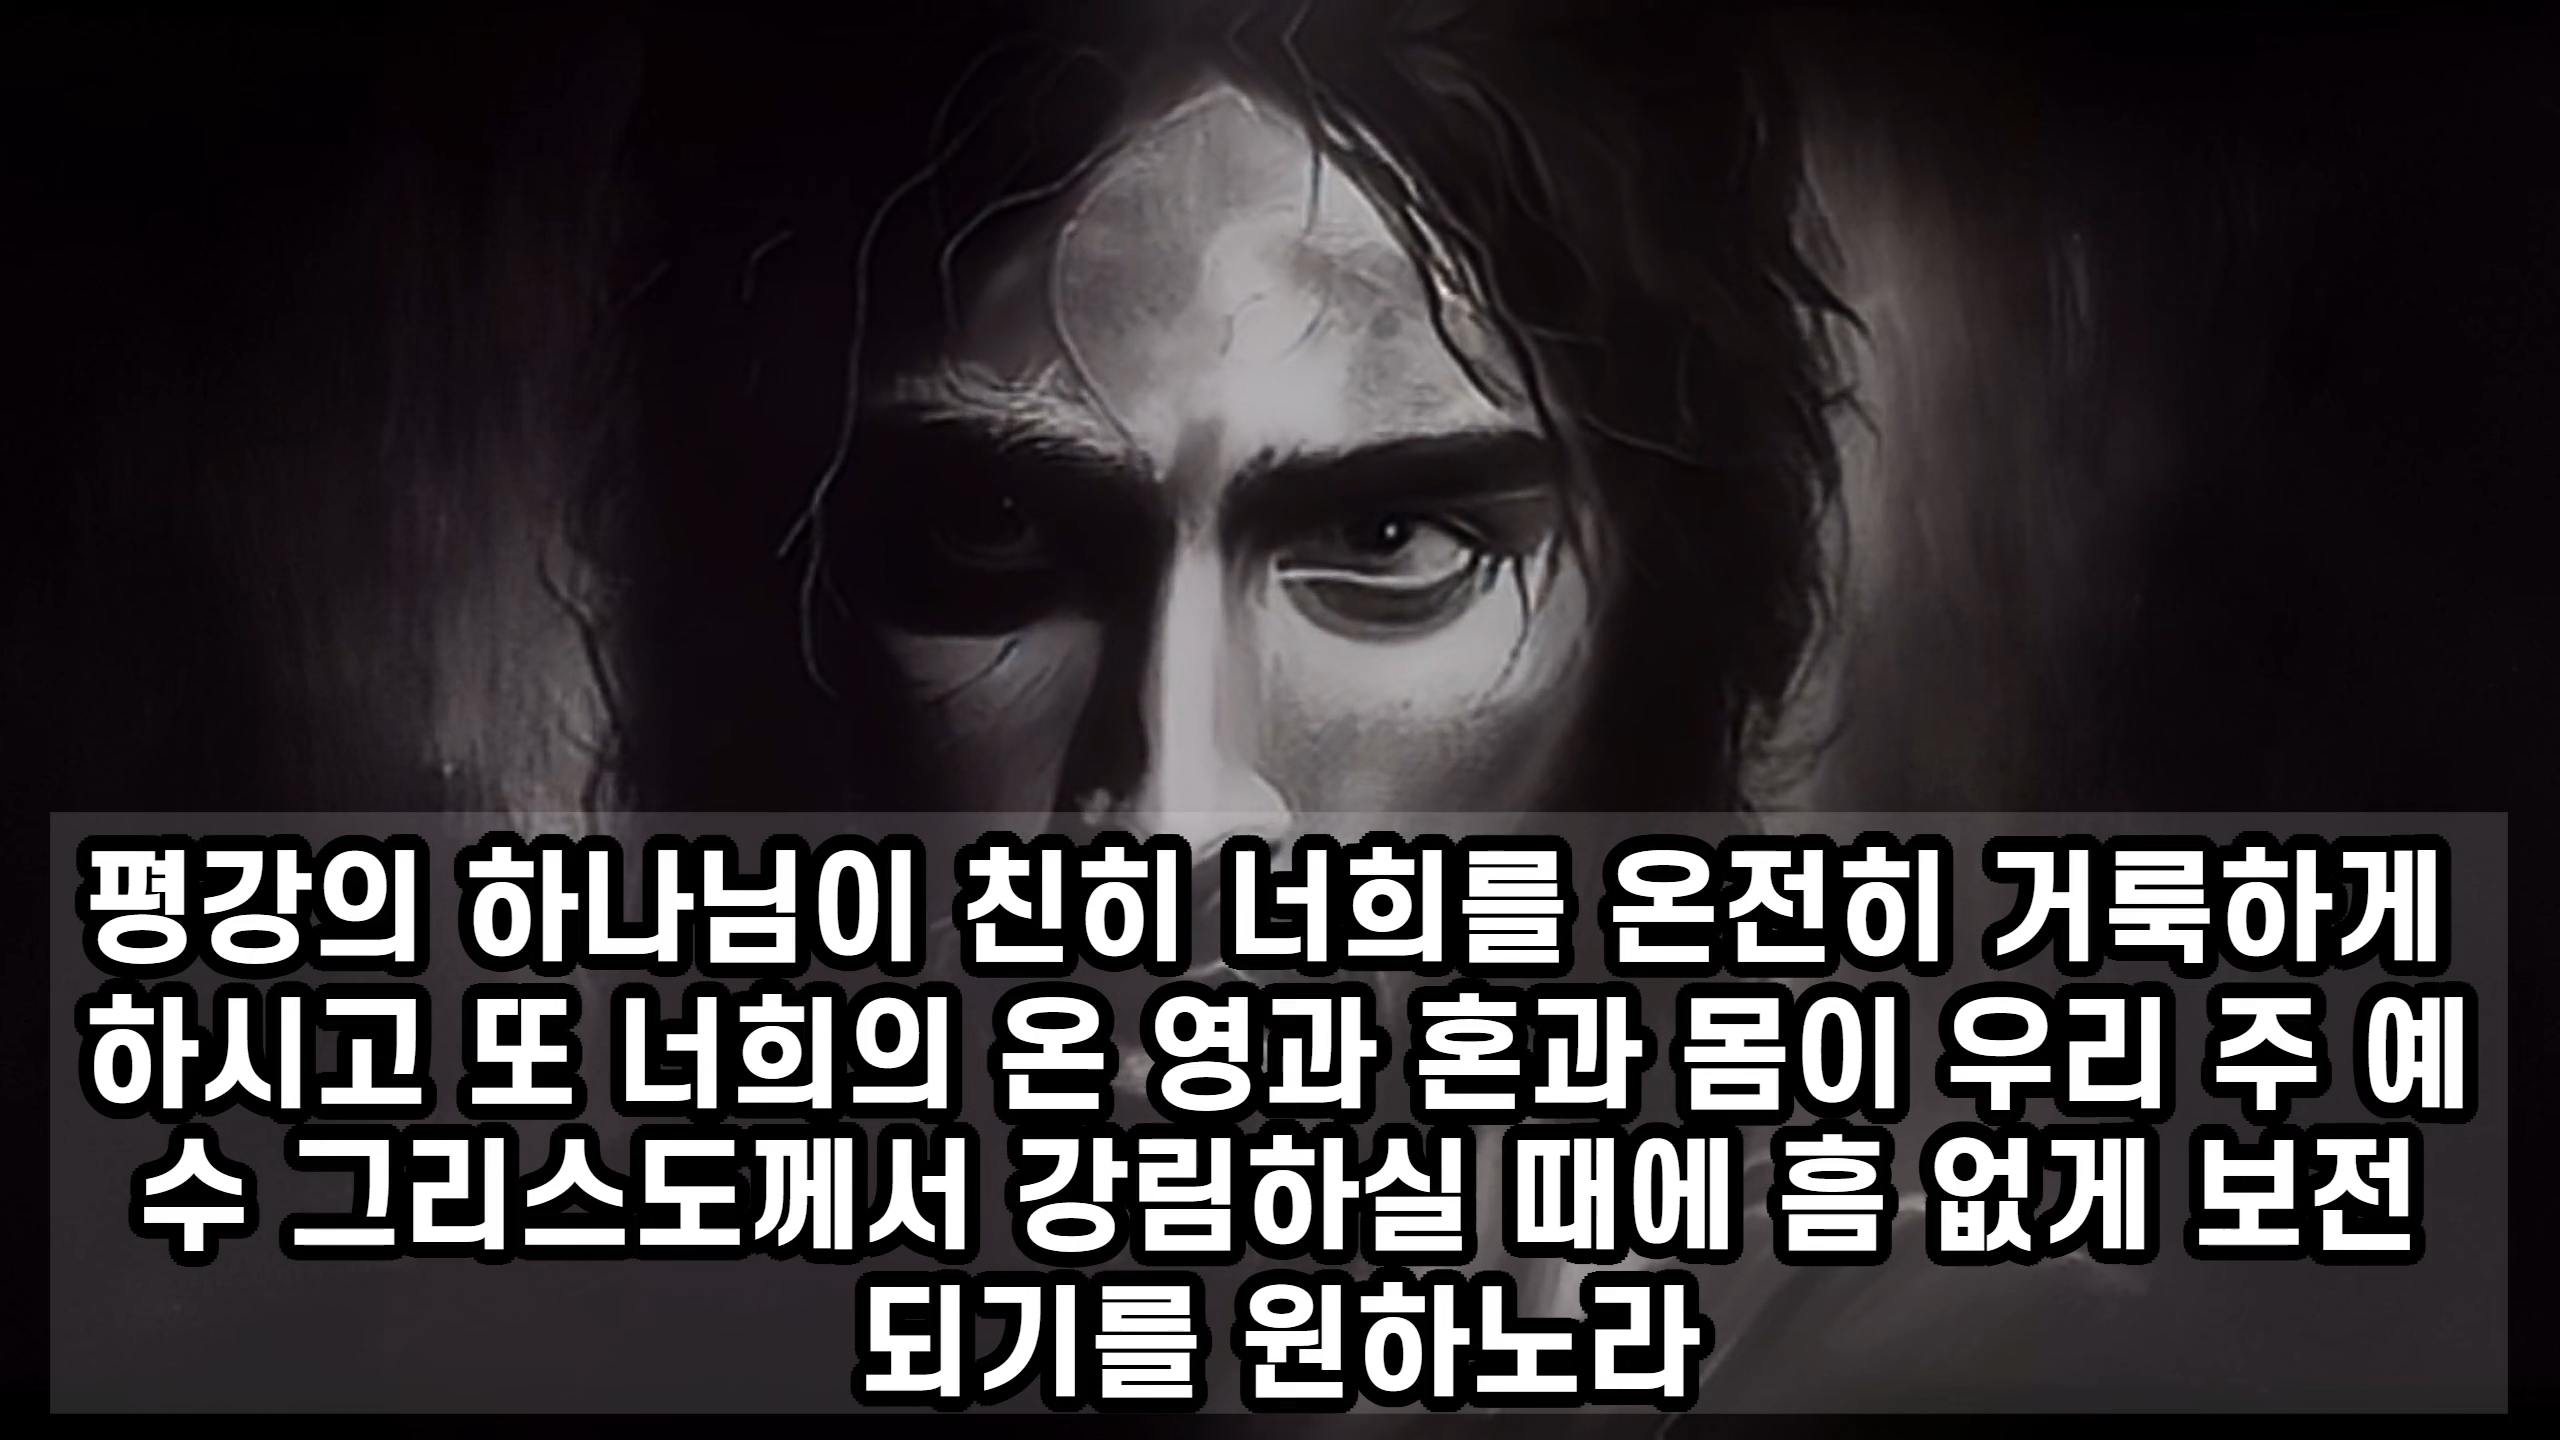 평강의 하나님이 친히 너희를 온전히 거룩하게
하시고 또 너희의 온 영과 혼과 몸이 우리 주 예
수 그리스도께서 강림하실 때에 흠 없게 보전
되기를 원하노라